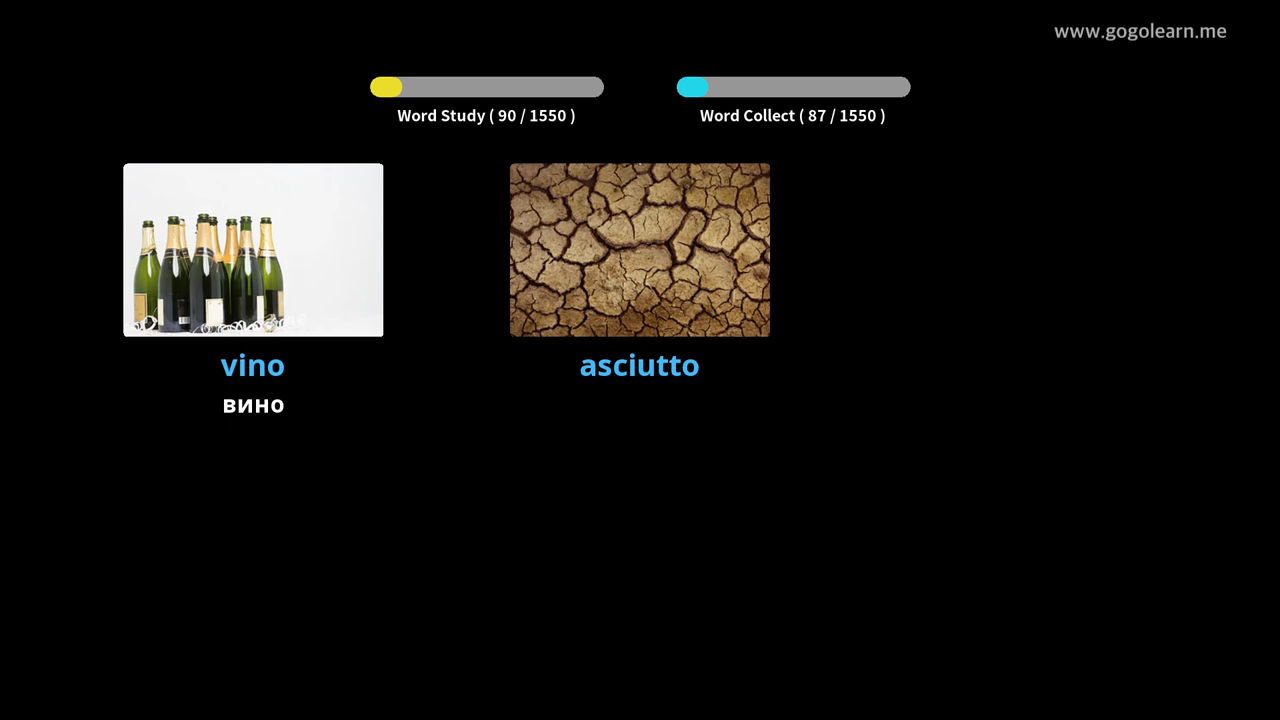 www.gogolearn.me
Word Study ( 90 / 1550 )
Word Collect ( 87 / 1550 )
vino
asciutto
вино